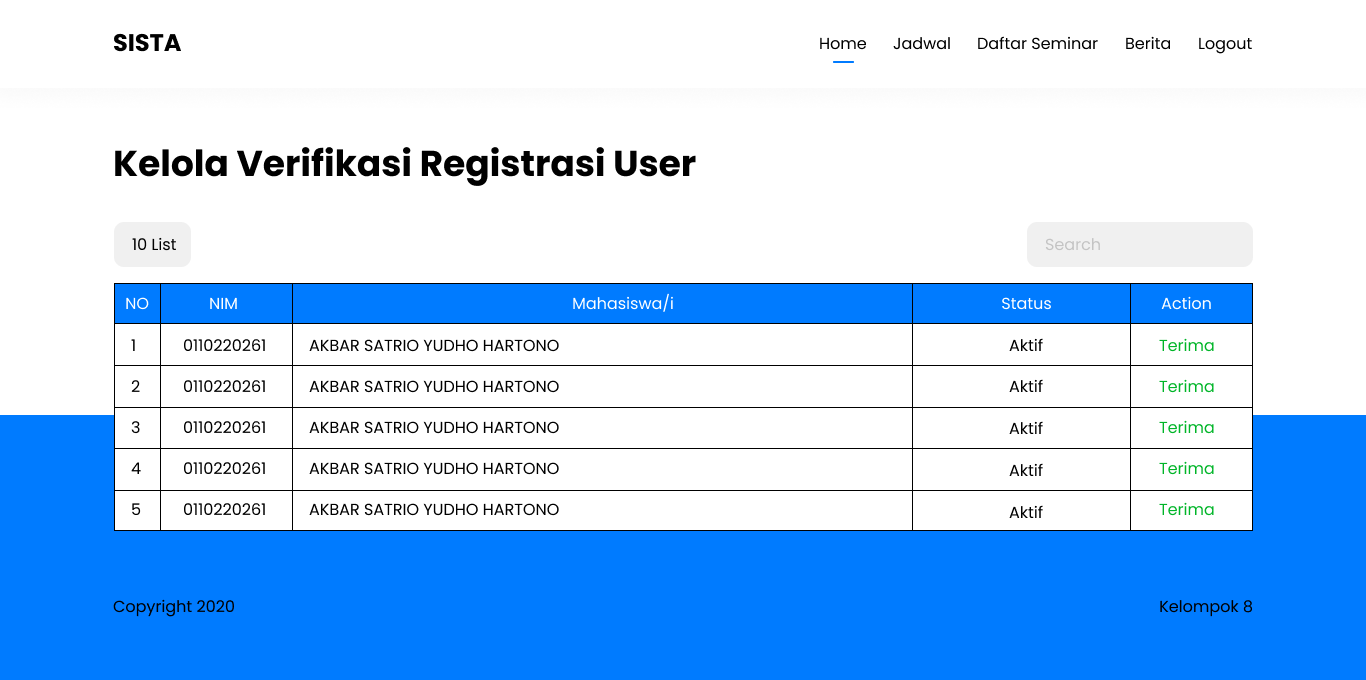 SISTA
Home Jadwal Daftar Seminar Berita Logout
Kelola Verifikasi Registrasi User
10 List Search
NO NIM Mahasiswa/i Status Action
1 0110220261 AKBAR SATRIO YUDHO HARTONO Aktif Terima
2 0110220261 AKBAR SATRIO YUDHO HARTONO Aktif Terima
3 0110220261 AKBAR SATRIO YUDHO HARTONO Aktif Terima
4 0110220261 AKBAR SATRIO YUDHO HARTONO Aktif Terima
5 0110220261 AKBAR SATRIO YUDHO HARTONO Aktif Terima
Copyright 2020 Kelompok 8